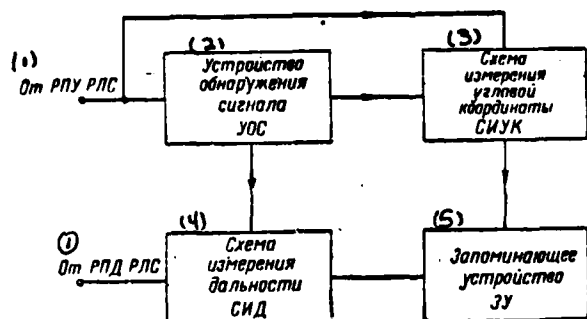 (1)
От РПУ РЛС
(2)
Устройство
обнаружения
сигнала
УОС
(3)
Схема
измерения
угловой
координаты
СИУК
(1)
От РПД РЛС
(4)
Схема
измерения
дальности
СИД
(5)
Запоминающее
устройство
ЗУ